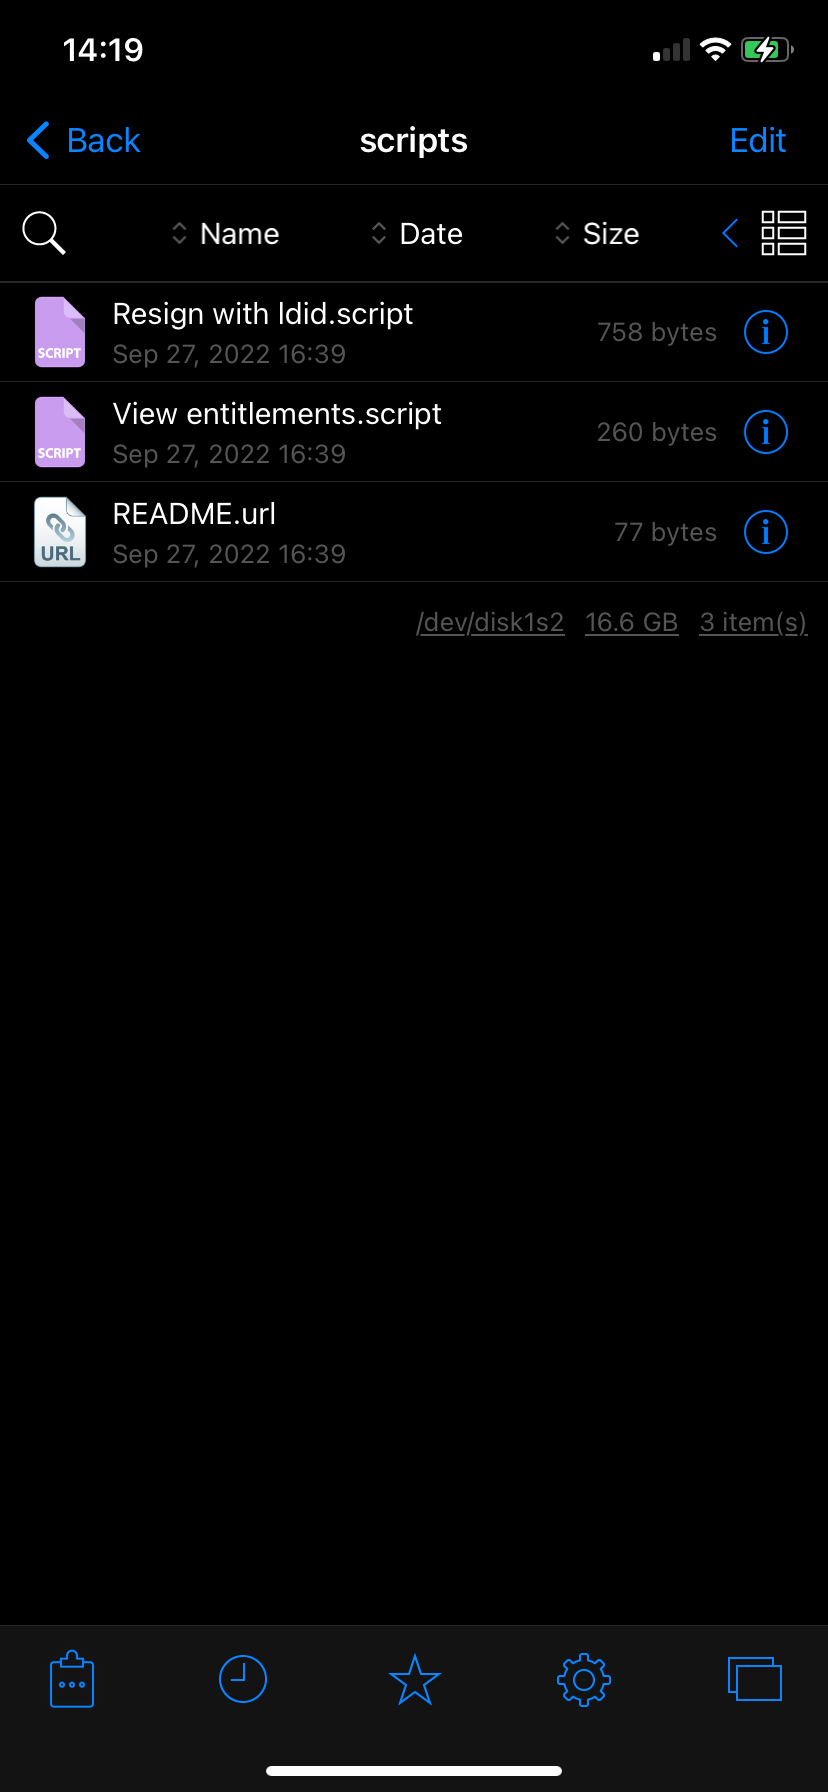 14:19
Back scripts Edit
Name Date Size
Resign with ldid.script
Sep 27, 2022 16:39
758 bytes
SCRIPT
View entitlements.script
Sep 27, 2022 16:39
260 bytes
SCRIPT
README.url
Sep 27, 2022 16:39
77 bytes
URL
/dev/disk1s2 16.6 GB 3 item(s)